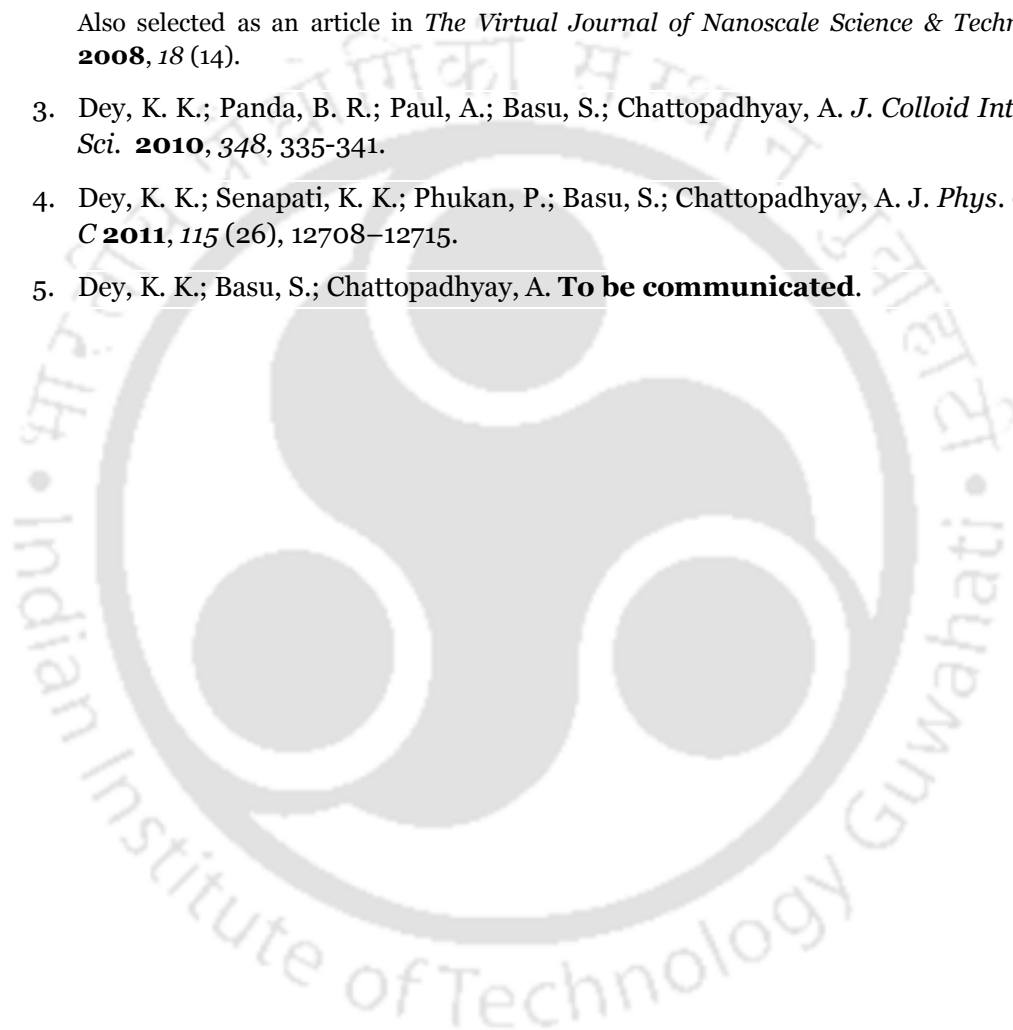 Also selected as an article in The Virtual Journal of Nanoscale Science & Techn
2008, 18 (14).
3. Dey, K. K.; Panda, B. R.; Paul, A.; Basu, S.; Chattopadhyay, A. J. Colloid Int
Sci. 2010, 348, 335-341.
4. Dey, K. K.; Senapati, K. K.; Phukan, P.; Basu, S.; Chattopadhyay, A. J. Phys.
C 2011, 115 (26), 12708–12715.
5. Dey, K. K.; Basu, S.; Chattopadhyay, A. To be communicated.
Indian Institute of Technology Guwahati